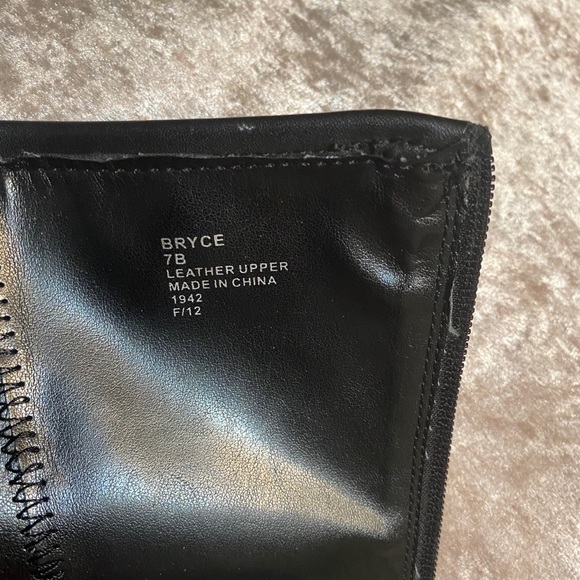 BRYCE
7B
LEATHER UPPER
MADE IN CHINA
1942
F/12